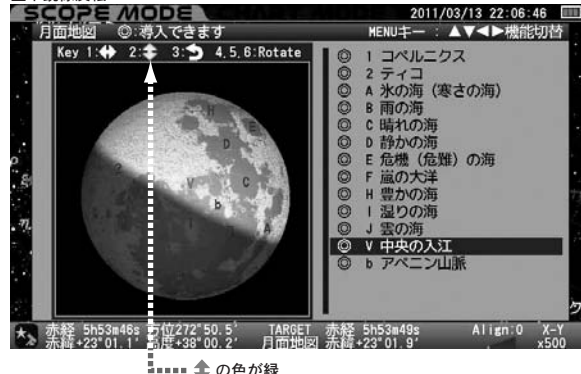 SCOPE MODE
2011/03/13 22:06:46
月面地図 ◎:導入できます
MENUキー : ▲▼◀▶機能切替
Key 1: 2: 3: 4,5,6:Rotate
◎ 1 コペルニクス
◎ 2 ティコ
◎ A 氷の海（寒さの海）
◎ B 雨の海
◎ C 晴れの海
◎ D 静かの海
◎ E 危機（危難）の海
◎ F 嵐の大洋
◎ H 豊かの海
◎ I 湿りの海
◎ J 雲の海
◎ V 中央の入江
◎ b アペニン山脈
H
E
D
C
V
b
A
赤経 5h53m46s 方位272°50.5' TARGET 赤経 5h53m49s Align:0 X-Y
赤緯+23°01.1' 高度+38°00.2' 月面地図 赤緯+23°01.9' x500
の色が緑